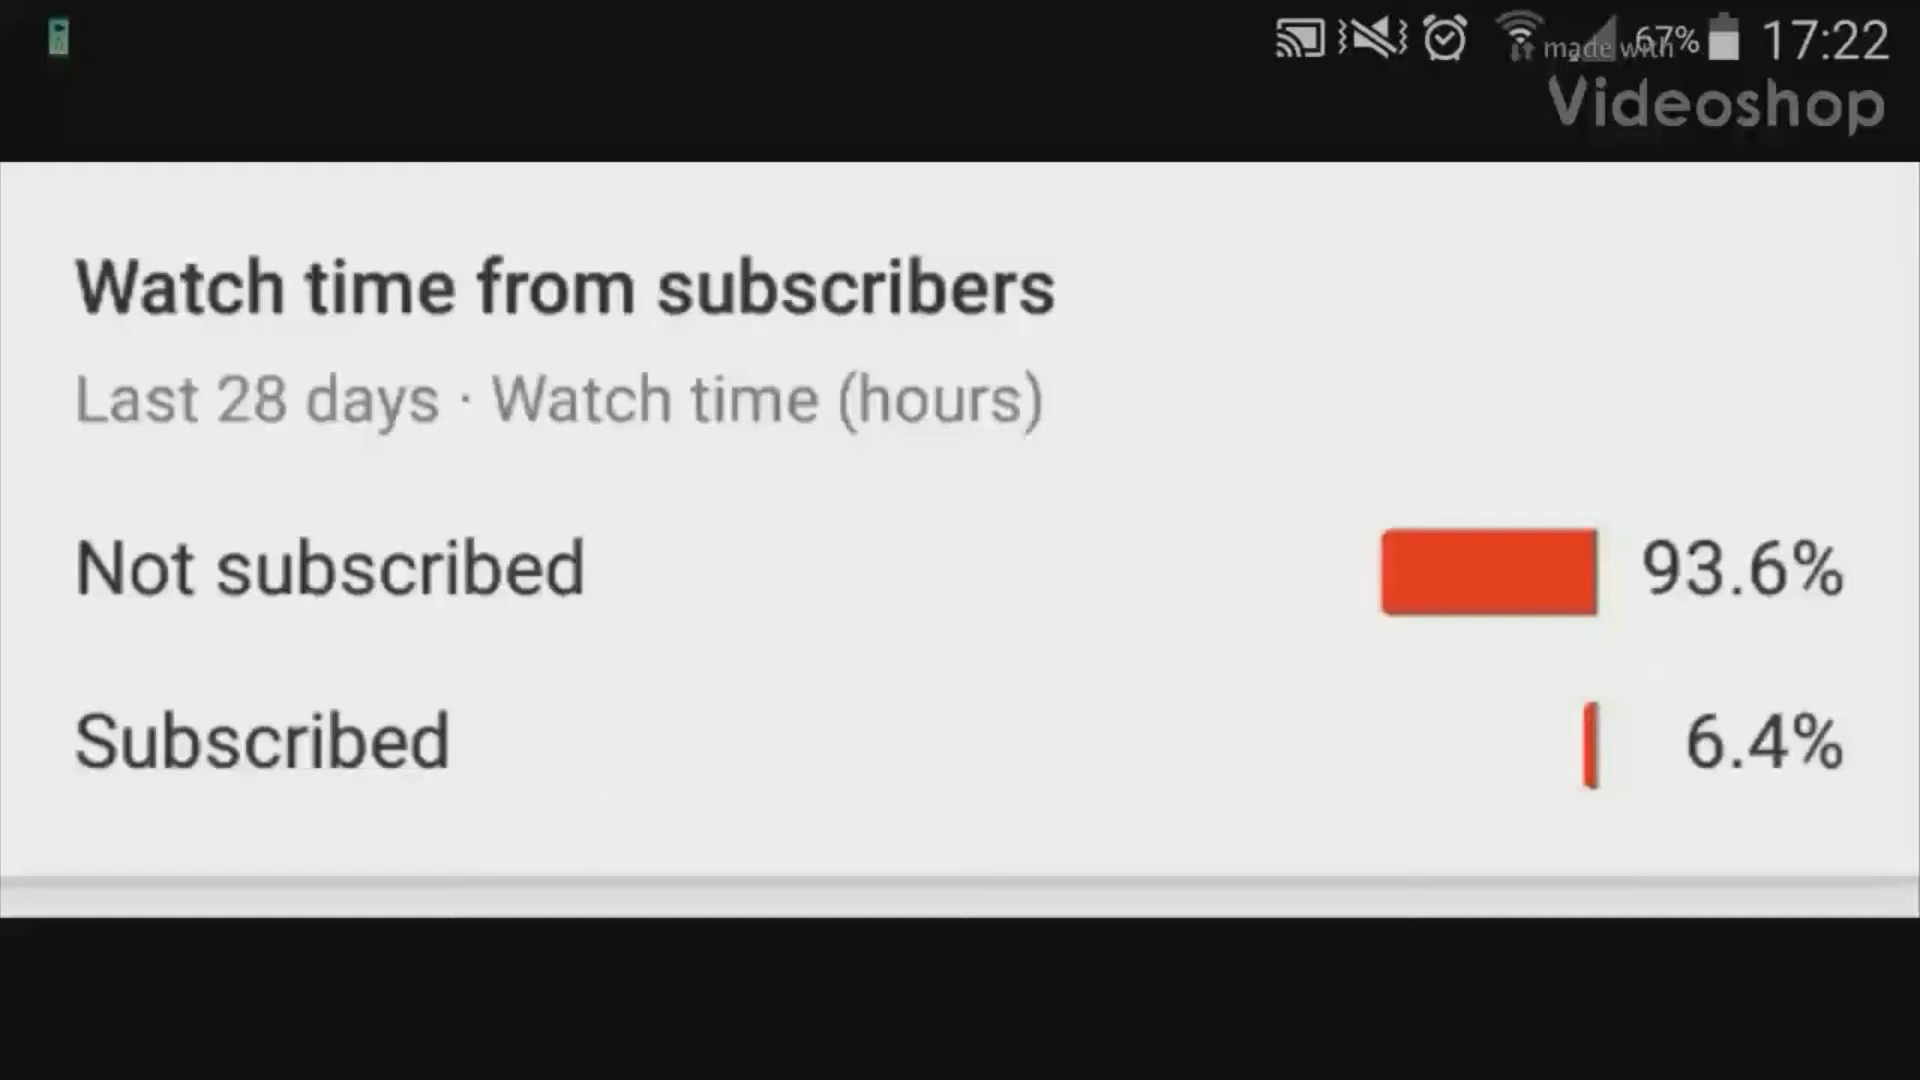 made with 67% 17:22
Videoshop
Watch time from subscribers
Last 28 days · Watch time (hours)
Not subscribed 93.6%
Subscribed 6.4%